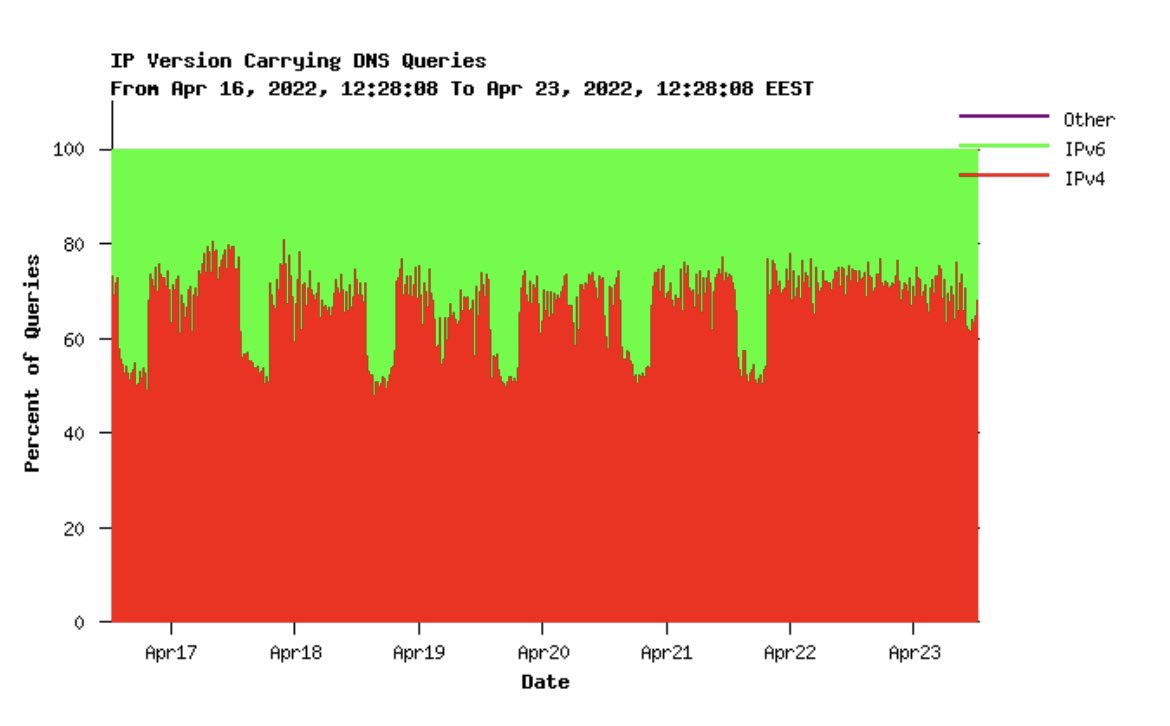 IP Version Carrying DNS Queries
From Apr 16, 2022, 12:28:08 To Apr 23, 2022, 12:28:08 EEST
Other
IPv6
IPv4
100
80
60
40
20
0
Percent of Queries
Apr17 Apr18 Apr19 Apr20 Apr21 Apr22 Apr23
Date